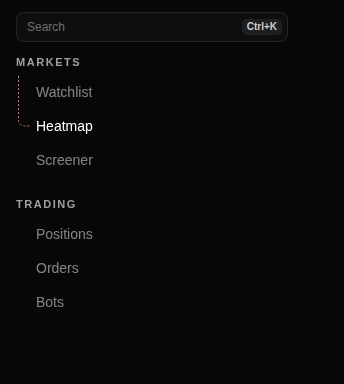 Search Ctrl+K
MARKETS
Watchlist
Heatmap
Screener
TRADING
Positions
Orders
Bots